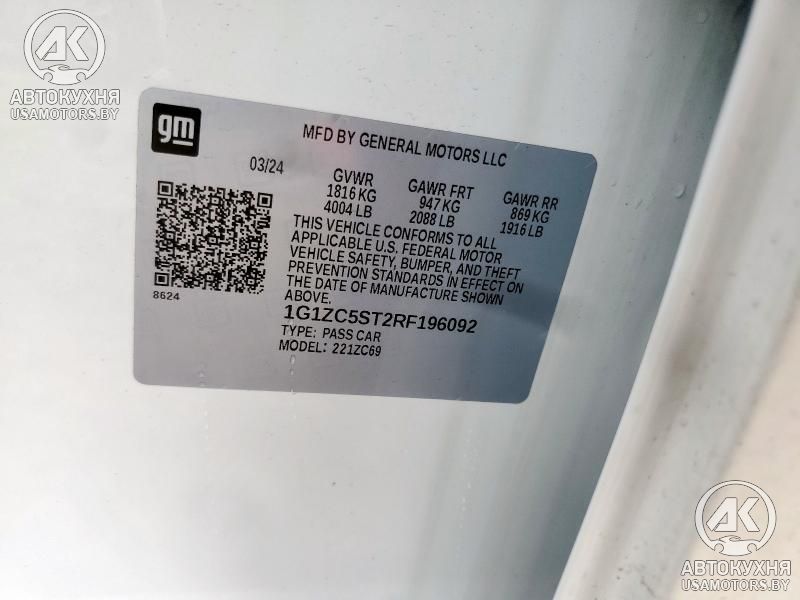 AK
АВТОКУХНЯ
USAMOTORS.BY
gm
MFD BY GENERAL MOTORS LLC
03/24
GVWR GAWR FRT GAWR RR
1816 KG 947 KG 869 KG
4004 LB 2088 LB 1916 LB
THIS VEHICLE CONFORMS TO ALL
APPLICABLE U.S. FEDERAL MOTOR
VEHICLE SAFETY, BUMPER, AND THEFT
PREVENTION STANDARDS IN EFFECT ON
THE DATE OF MANUFACTURE SHOWN
ABOVE.
8624
1G1ZC5ST2RF196092
TYPE: PASS CAR
MODEL: 221ZC69
AK
АВТОКУХНЯ
USAMOTORS.BY